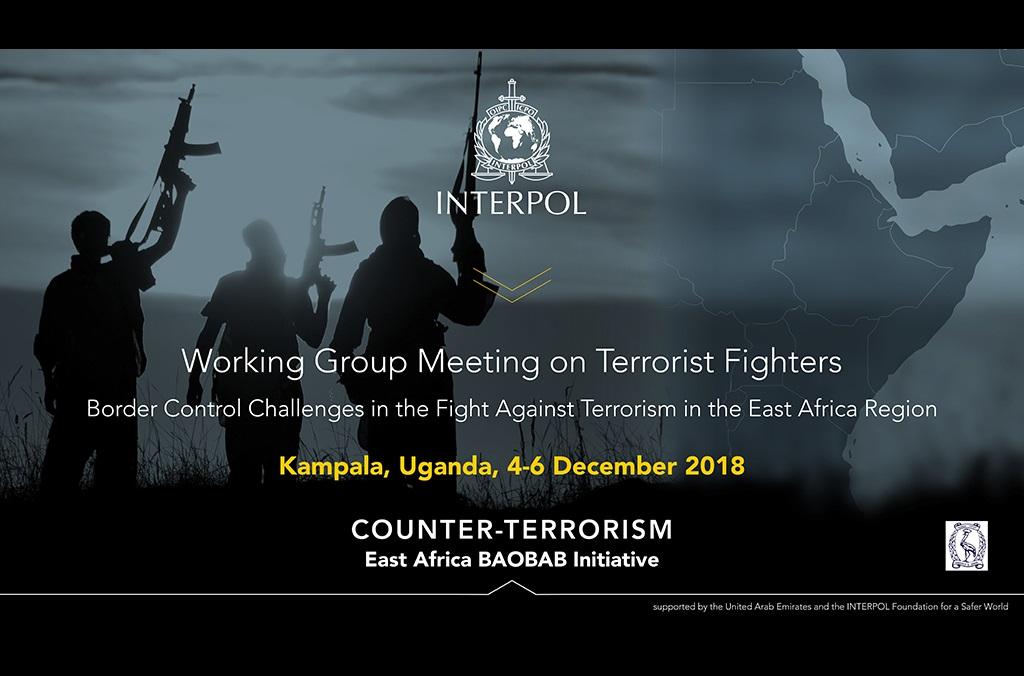 OIPC ICPO
INTERPOL
INTERPOL
Working Group Meeting on Terrorist Fighters
Border Control Challenges in the Fight Against Terrorism in the East Africa Region
Kampala, Uganda, 4-6 December 2018
COUNTER-TERRORISM
East Africa BAOBAB Initiative
supported by the United Arab Emirates and the INTERPOL Foundation for a Safer World